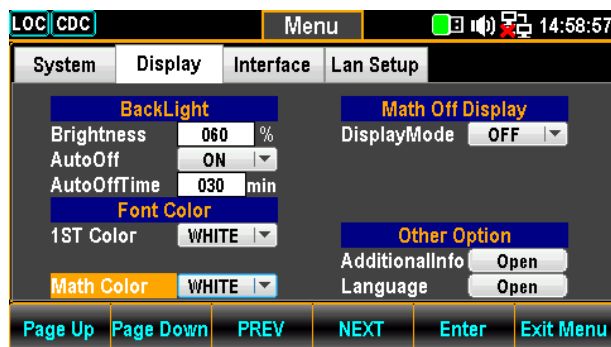 LOC CDC Menu 14:58:57
System Display Interface Lan Setup
BackLight
Brightness 060 %
AutoOff ON
AutoOffTime 030 min
Font Color
1ST Color WHITE
Math Color WHITE
Math Off Display
DisplayMode OFF
Other Option
AdditionalInfo Open
Language Open
Page Up Page Down PREV NEXT Enter Exit Menu